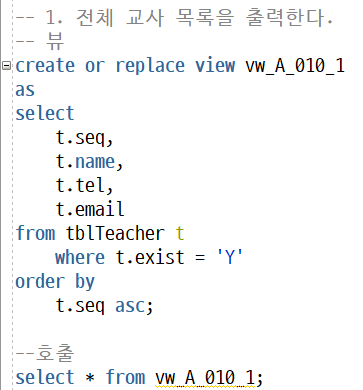 -- 1. 전체 교사 목록을 출력한다.
-- 뷰
create or replace view vw_A_010_1
as
select
    t.seq,
    t.name,
    t.tel,
    t.email
from tblTeacher t
    where t.exist = 'Y'
order by
    t.seq asc;

--호출
select * from vw_A_010_1;